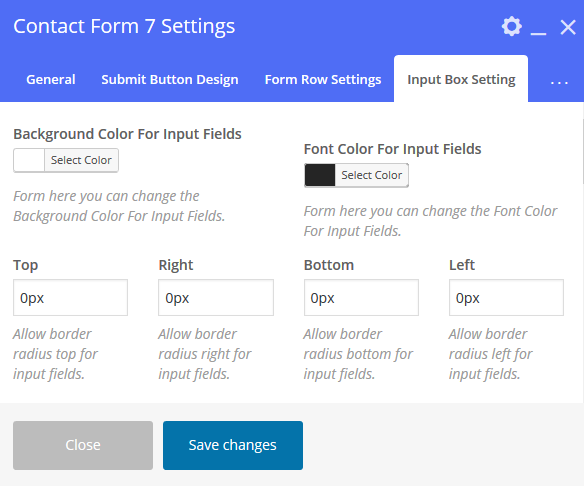 Contact Form 7 Settings
General Submit Button Design Form Row Settings Input Box Setting ...
Background Color For Input Fields
Select Color
Form here you can change the
Background Color For Input Fields.
Font Color For Input Fields
Select Color
Form here you can change the Font Color
For Input Fields.
Top
0px
Allow border
radius top for
input fields.
Right
0px
Allow border
radius right for
input fields.
Bottom
0px
Allow border
radius bottom for
input fields.
Left
0px
Allow border
radius left for
input fields.
Close Save changes